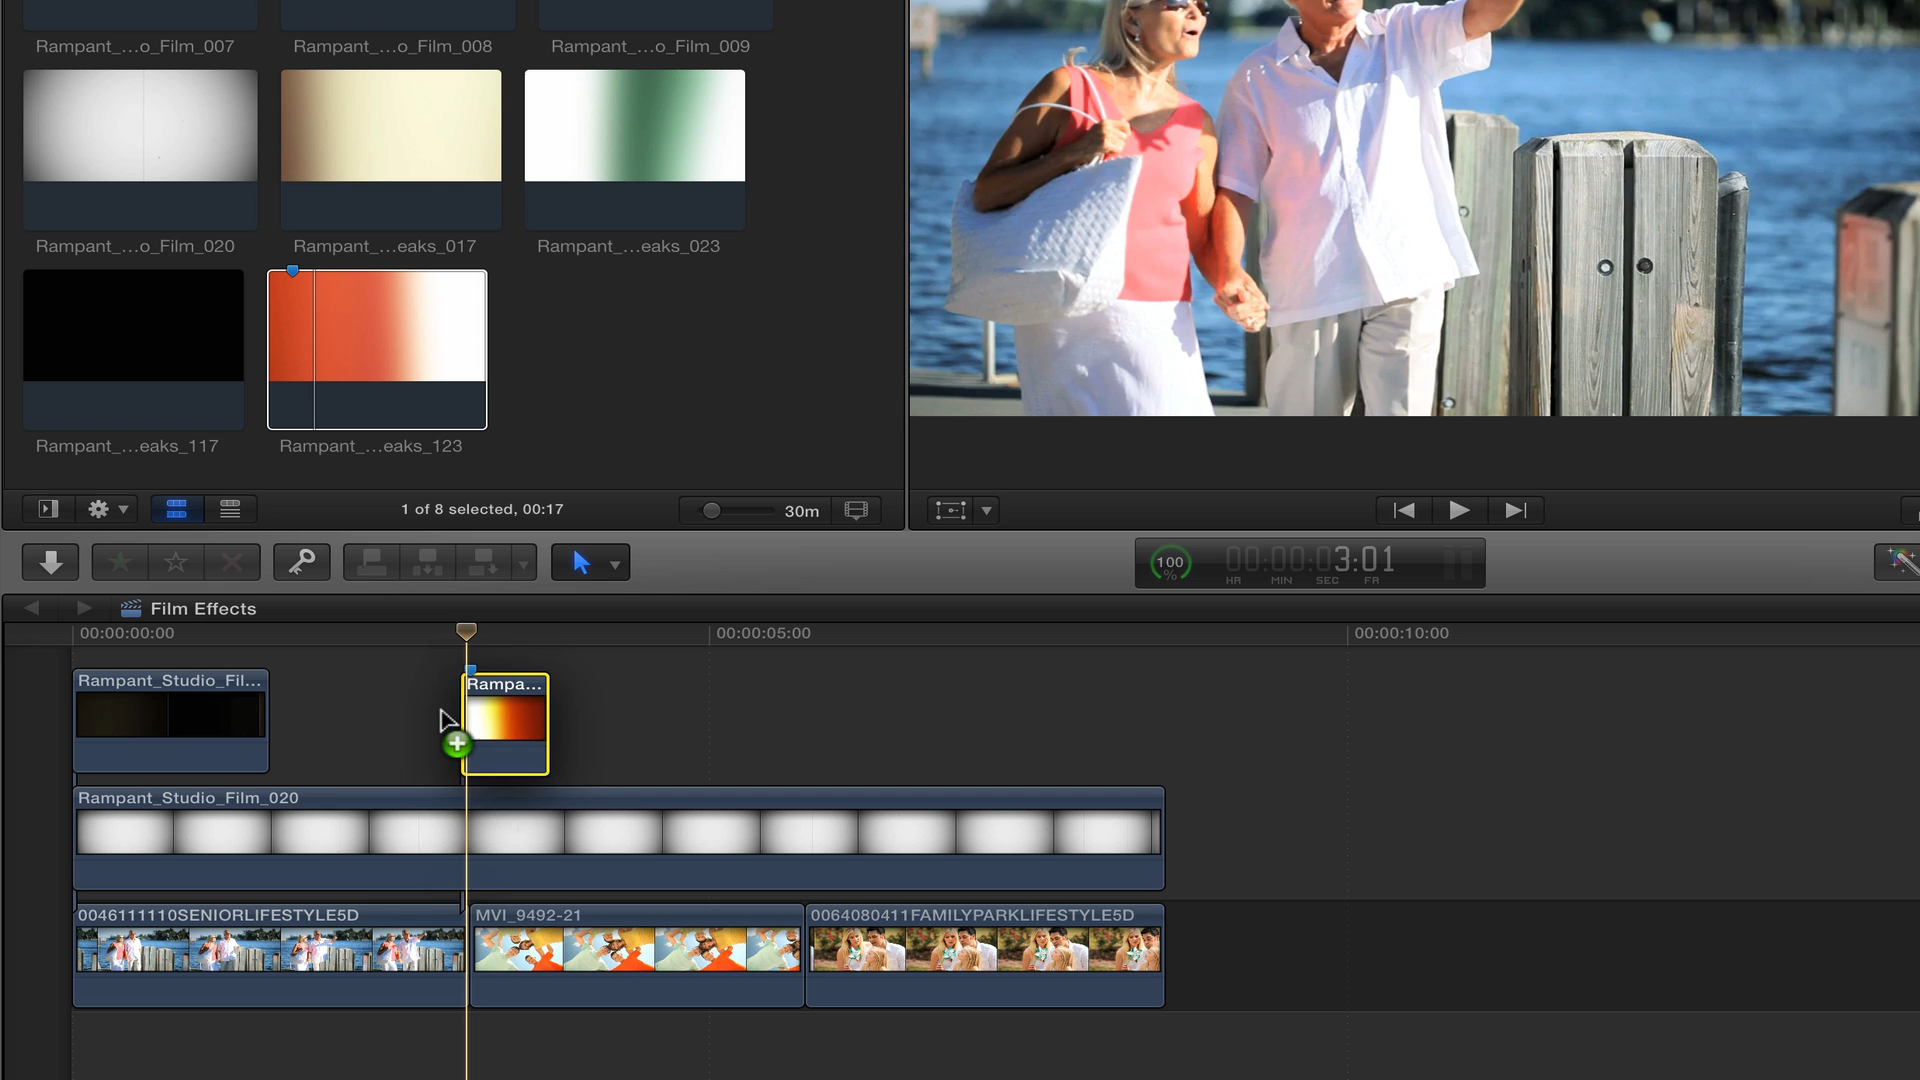 Rampant_...o_Film_007
Rampant_...o_Film_008
Rampant_...o_Film_009
Rampant_...o_Film_020
Rampant_...eaks_017
Rampant_...eaks_023
Rampant_...eaks_117
Rampant_...eaks_123
1 of 8 selected, 00:17
30m
100
%
00:00:03:01
HR MIN SEC FR
Film Effects
00:00:00:00
00:00:05:00
00:00:10:00
Rampant_Studio_Fil...
Rampa...
Rampant_Studio_Film_020
0046111110SENIORLIFESTYLE5D
MVI_9492-21
0064080411FAMILYPARKLIFESTYLE5D